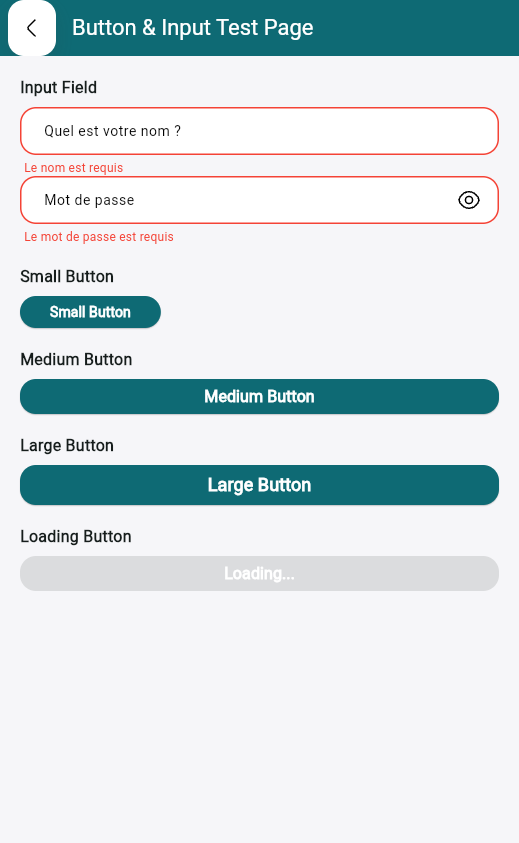 Button & Input Test Page
Input Field
Quel est votre nom ?
Le nom est requis
Mot de passe
Le mot de passe est requis
Small Button
Small Button
Medium Button
Medium Button
Large Button
Large Button
Loading Button
Loading...